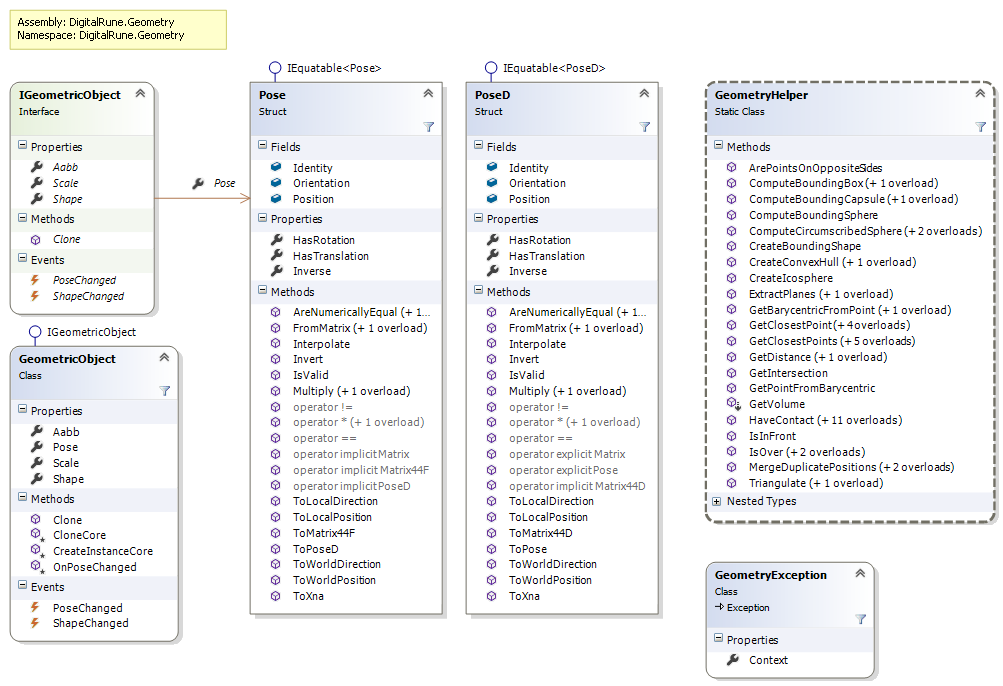 Assembly: DigitalRune.Geometry
Namespace: DigitalRune.Geometry
IGeometricObject
Interface
Properties
Aabb
Scale
Shape
Methods
Clone
Events
PoseChanged
ShapeChanged
Pose
IGeometricObject
GeometricObject
Class
Properties
Aabb
Pose
Scale
Shape
Methods
Clone
CloneCore
CreateInstanceCore
OnPoseChanged
Events
PoseChanged
ShapeChanged
IEquatable<Pose>
Pose
Struct
Fields
Identity
Orientation
Position
Properties
HasRotation
HasTranslation
Inverse
Methods
AreNumericallyEqual (+ 1...
FromMatrix (+ 1 overload)
Interpolate
Invert
IsValid
Multiply (+ 1 overload)
operator !=
operator * (+ 1 overload)
operator ==
operator implicit Matrix
operator implicit Matrix44F
operator implicit PoseD
ToLocalDirection
ToLocalPosition
ToMatrix44F
ToPoseD
ToWorldDirection
ToWorldPosition
ToXna
IEquatable<PoseD>
PoseD
Struct
Fields
Identity
Orientation
Position
Properties
HasRotation
HasTranslation
Inverse
Methods
AreNumericallyEqual (+ 1...
FromMatrix (+ 1 overload)
Interpolate
Invert
IsValid
Multiply (+ 1 overload)
operator !=
operator * (+ 1 overload)
operator ==
operator explicit Matrix
operator explicit Pose
operator implicit Matrix44D
ToLocalDirection
ToLocalPosition
ToMatrix44D
ToPose
ToWorldDirection
ToWorldPosition
ToXna
GeometryHelper
Static Class
Methods
ArePointsOnOppositeSides
ComputeBoundingBox (+ 1 overload)
ComputeBoundingCapsule (+ 1 overload)
ComputeBoundingSphere
ComputeCircumscribedSphere (+ 2 overloads)
CreateBoundingShape
CreateConvexHull (+ 1 overload)
CreateIcosphere
ExtractPlanes (+ 1 overload)
GetBarycentricFromPoint (+ 1 overload)
GetClosestPoint (+ 4 overloads)
GetClosestPoints (+ 5 overloads)
GetDistance (+ 1 overload)
GetIntersection
GetPointFromBarycentric
GetVolume
HaveContact (+ 11 overloads)
IsInFront
IsOver (+ 2 overloads)
MergeDuplicatePositions (+ 2 overloads)
Triangulate (+ 1 overload)
Nested Types
GeometryException
Class
Exception
Properties
Context